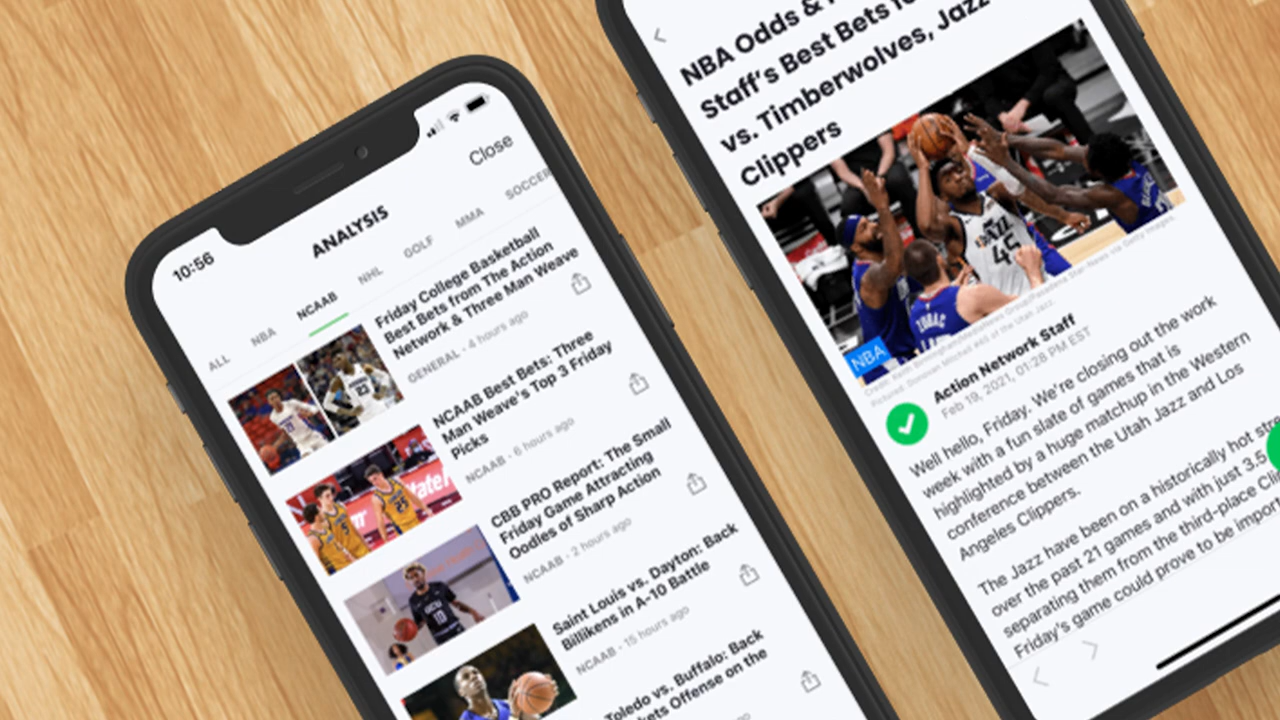 10:56
Close
ANALYSIS
ALL NBA NCAAB NHL GOLF MMA SOCCER
Friday College Basketball
Best Bets from The Action
Network & Three Man Weave
GENERAL - 4 hours ago
NCAAB Best Bets: Three
Man Weave's Top 3 Friday
Picks
NCAAB - 6 hours ago
CBB PRO Report: The Small
Friday Game Attracting
Oodles of Sharp Action
NCAAB - 2 hours ago
Saint Louis vs. Dayton: Back
Billikens in A-10 Battle
NCAAB - 15 hours ago
Toledo vs. Buffalo: Back
Offense on the
NBA Odds &
Staff's Best Bets
vs. Timberwolves, Jazz
Clippers
JAZZ
45
NBA
Action Network Staff
Feb 19, 2021, 01:28 PM EST
Well hello, Friday. We're closing out the work
week with a fun slate of games that is
highlighted by a huge matchup in the Western
conference between the Utah Jazz and Los
Angeles Clippers.
The Jazz have been on a historically hot
over the past 21 games and with just 3.5
separating them from the third-place
Friday's game could prove to be